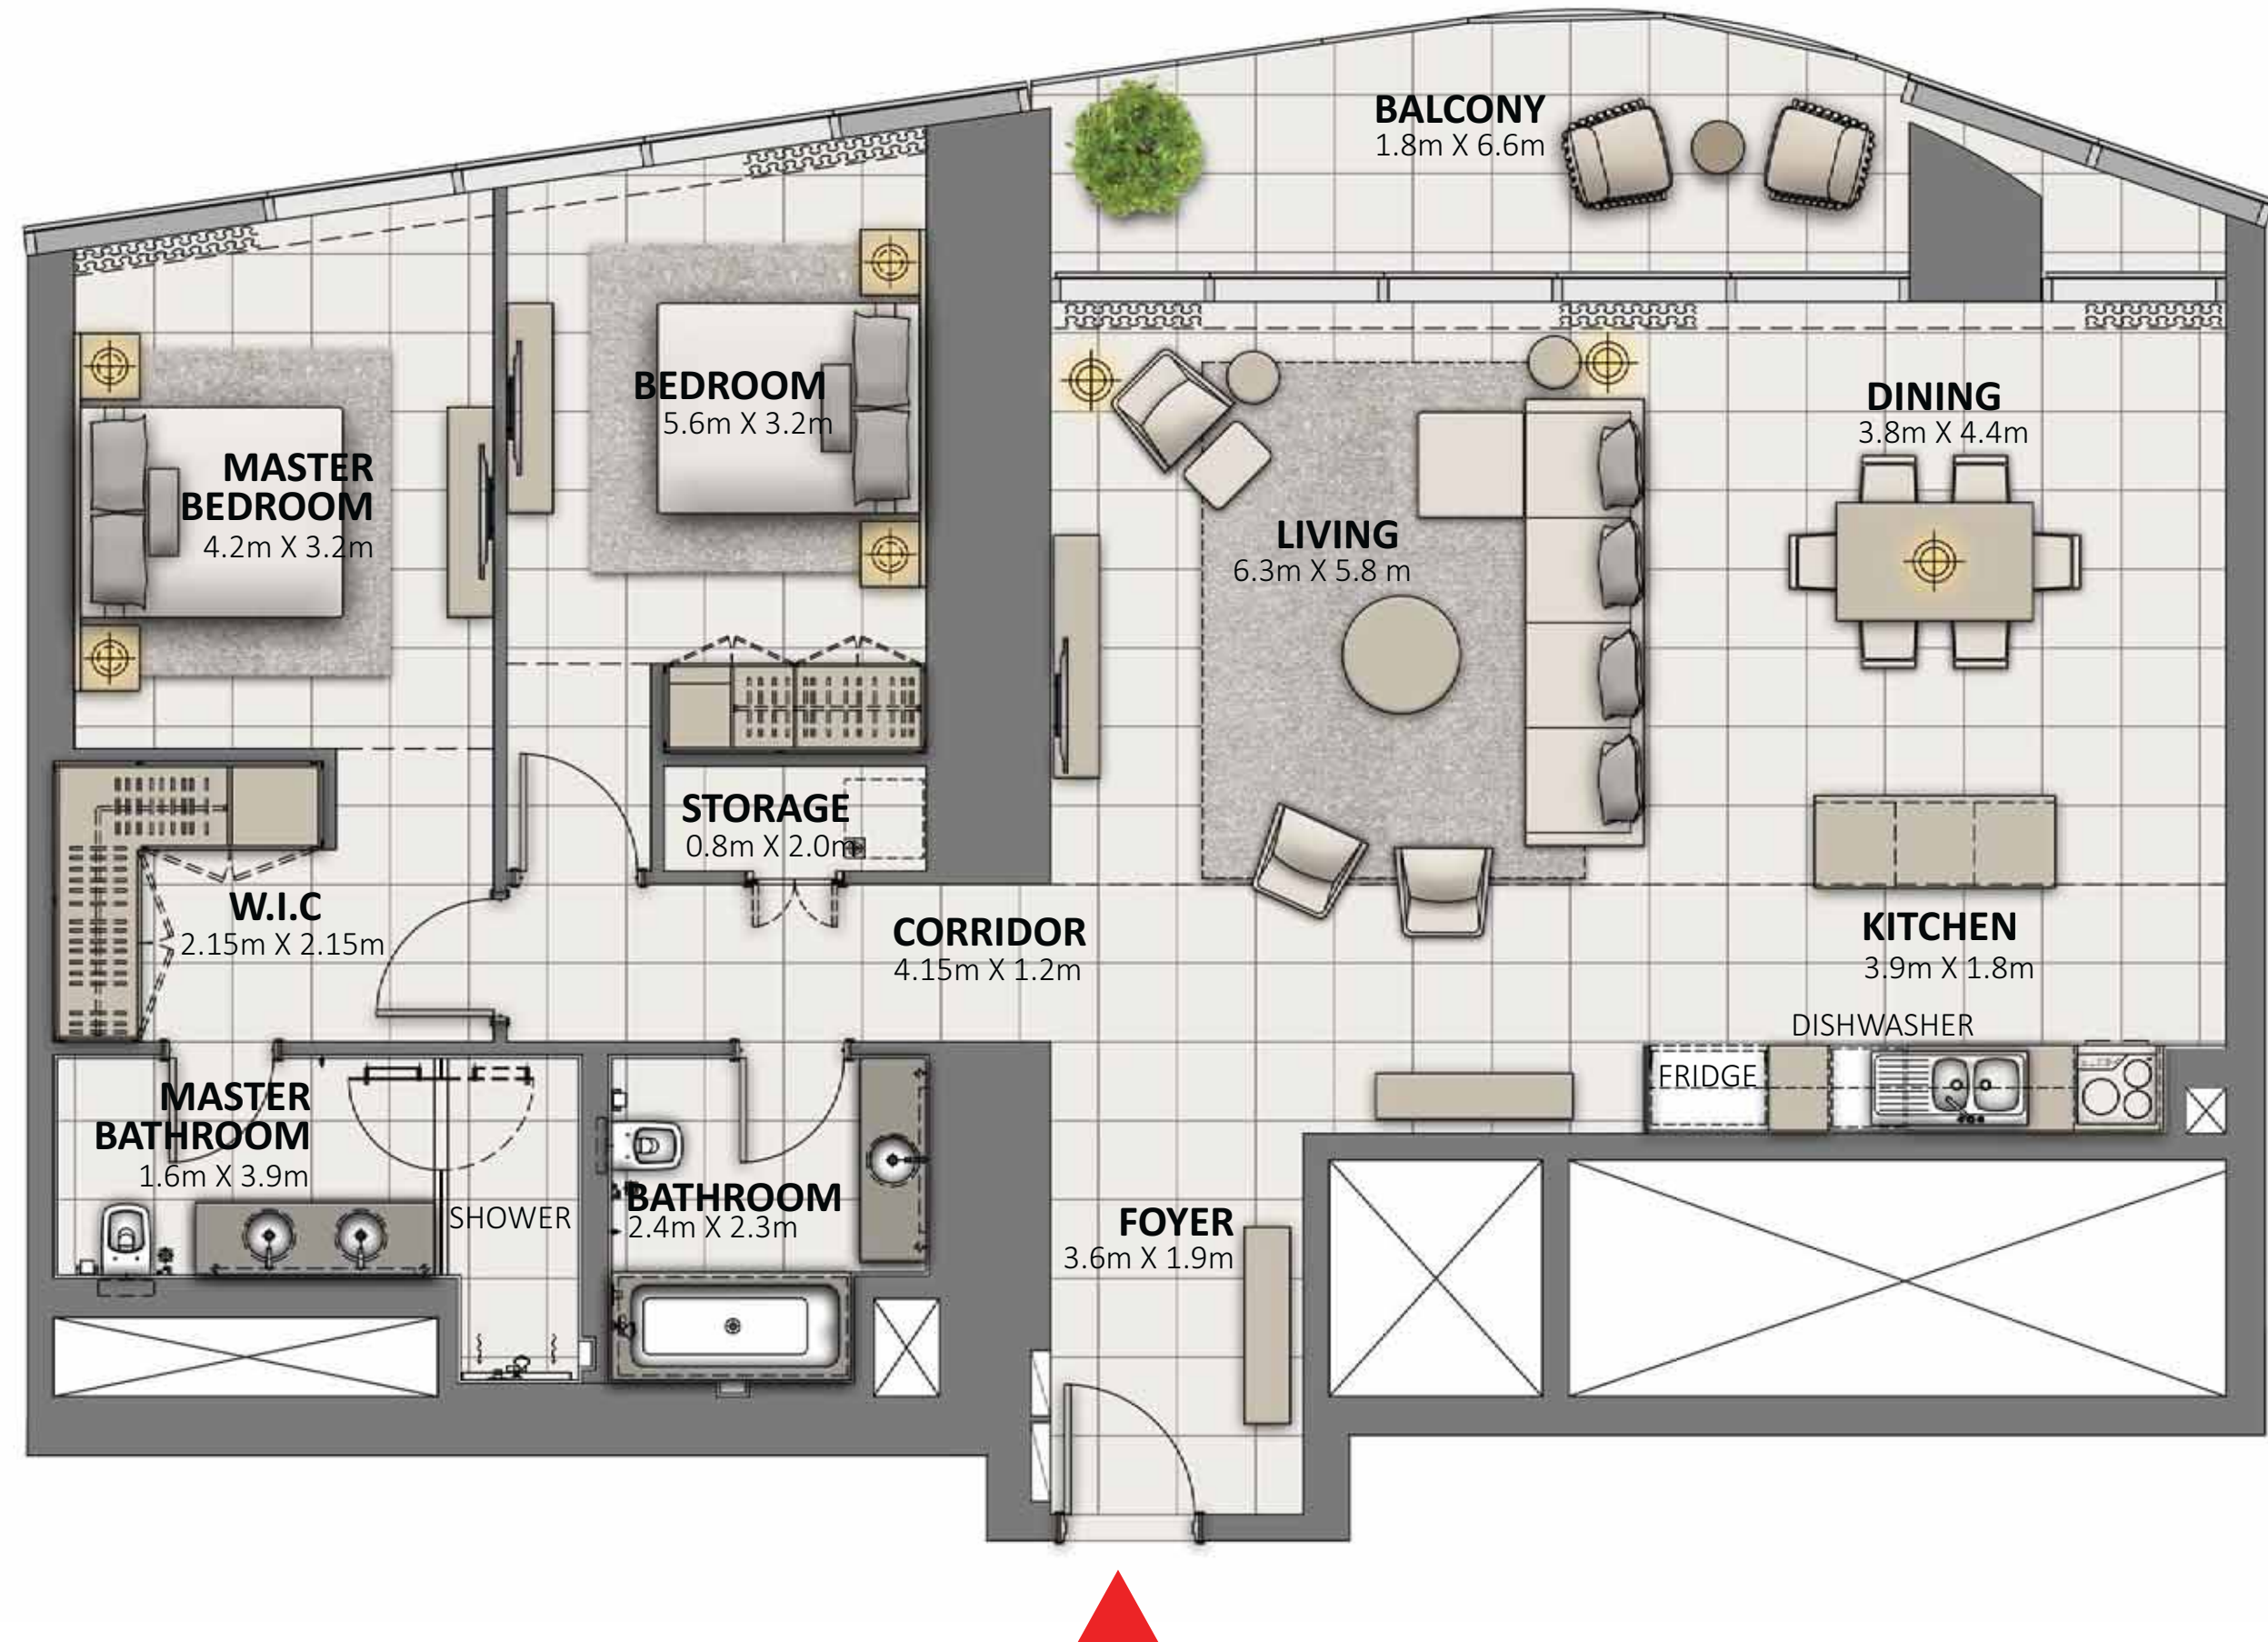 BALCONY
1.8m X 6.6m
BEDROOM
5.6m X 3.2m
DINING
3.8m X 4.4m
MASTER
BEDROOM
4.2m X 3.2m
LIVING
6.3m X 5.8 m
STORAGE
0.8m X 2.0m
W.I.C
2.15m X 2.15m
CORRIDOR
4.15m X 1.2m
KITCHEN
3.9m X 1.8m
DISHWASHER
FRIDGE
MASTER
BATHROOM
1.6m X 3.9m
SHOWER
BATHROOM
2.4m X 2.3m
FOYER
3.6m X 1.9m